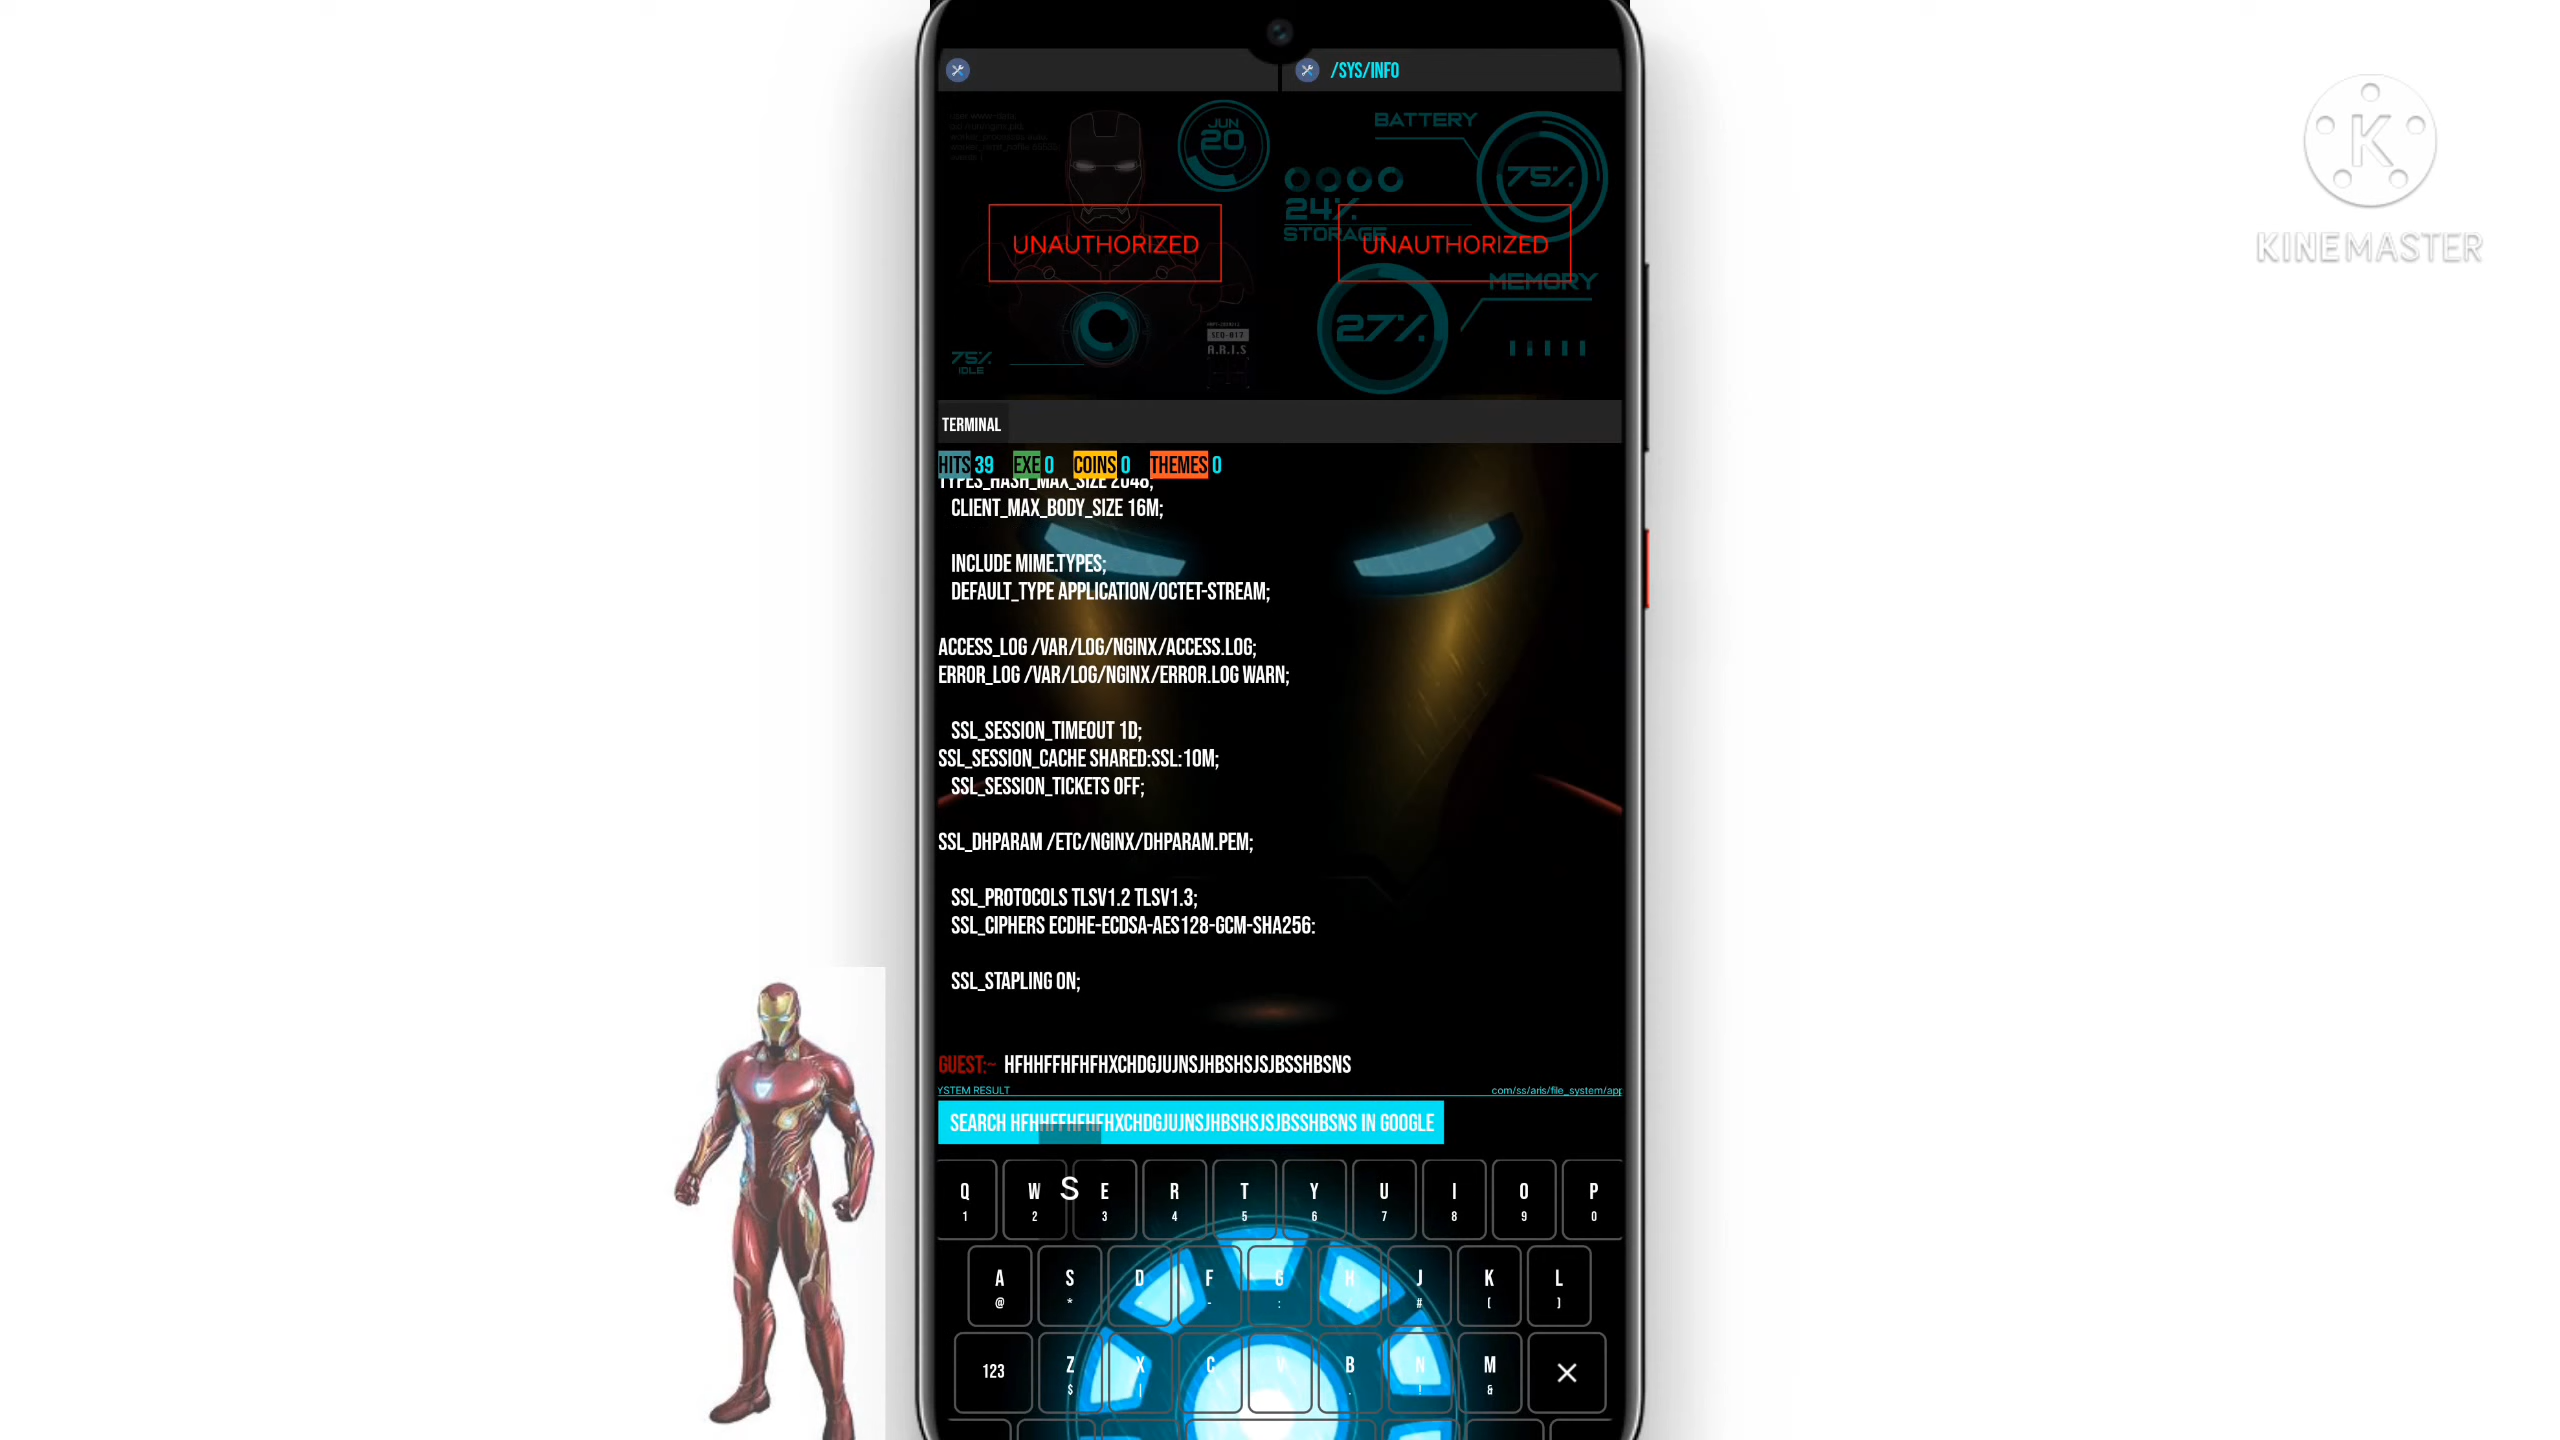 /SYS/INFO
JUN
20
BATTERY
75%
24%
STORAGE
UNAUTHORIZED
UNAUTHORIZED
MEMORY
27%
75%
IDLE
A.R.I.S
KINEMASTER
TERMINAL
HITS 39 EXE 0 COINS 0 THEMES 0
TYPES_HASH_MAX_SIZE 2048;
CLIENT_MAX_BODY_SIZE 16M;
INCLUDE MIME.TYPES;
DEFAULT_TYPE APPLICATION/OCTET-STREAM;
ACCESS_LOG /VAR/LOG/NGINX/ACCESS.LOG;
ERROR_LOG /VAR/LOG/NGINX/ERROR.LOG WARN;
SSL_SESSION_TIMEOUT 1D;
SSL_SESSION_CACHE SHARED:SSL:10M;
SSL_SESSION_TICKETS OFF;
SSL_DHPARAM /ETC/NGINX/DHPARAM.PEM;
SSL_PROTOCOLS TLSV1.2 TLSV1.3;
SSL_CIPHERS ECDHE-ECDSA-AES128-GCM-SHA256:
SSL_STAPLING ON;
GUEST:~ HFHHFFHFHFHXCHDGJUJNSJHBSHSJSJBSSHBSNS
YSTEM RESULT com/ss/aris/file_system/app
SEARCH HFHHFFHFHFHXCHDGJUJNSJHBSHSJSJBSSHBSNS IN GOOGLE
Q W S E R T Y U I O P
1 2 3 4 5 6 7 8 9 0
A S D F G H J K L
@ * - : / # ( )
123 Z X C V B N M
$ | . ! &